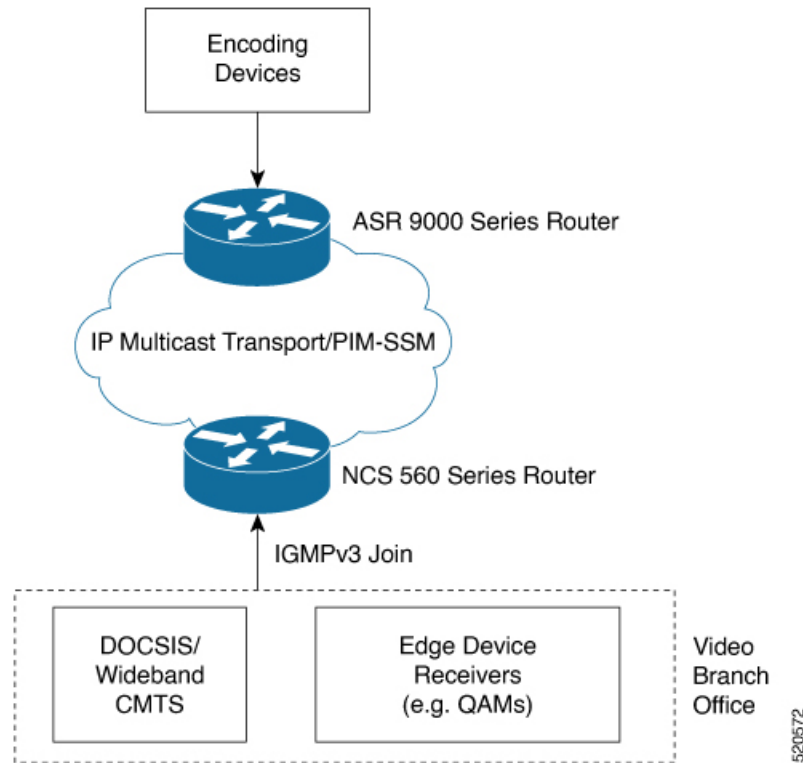 Encoding
Devices
ASR 9000 Series Router
IP Multicast Transport/PIM-SSM
NCS 560 Series Router
IGMPv3 Join
DOCSIS/
Wideband
CMTS
Edge Device
Receivers
(e.g. QAMs)
Video
Branch
Office
520572